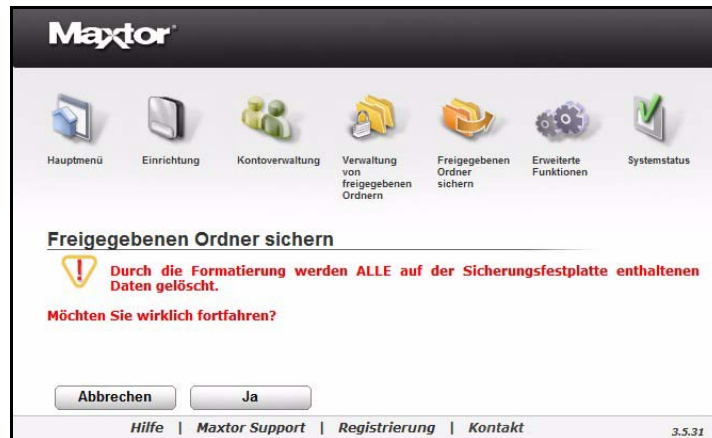 Maxtor
Hauptmenü
Einrichtung
Kontoverwaltung
Verwaltung
von
freigegebenen
Ordnern
Freigegebenen
Ordner
sichern
Erweiterte
Funktionen
Systemstatus
Freigegebenen Ordner sichern
Durch die Formatierung werden ALLE auf der Sicherungsfestplatte enthaltenen
Daten gelöscht.
Möchten Sie wirklich fortfahren?
Abbrechen Ja
Hilfe | Maxtor Support | Registrierung | Kontakt 3.5.31